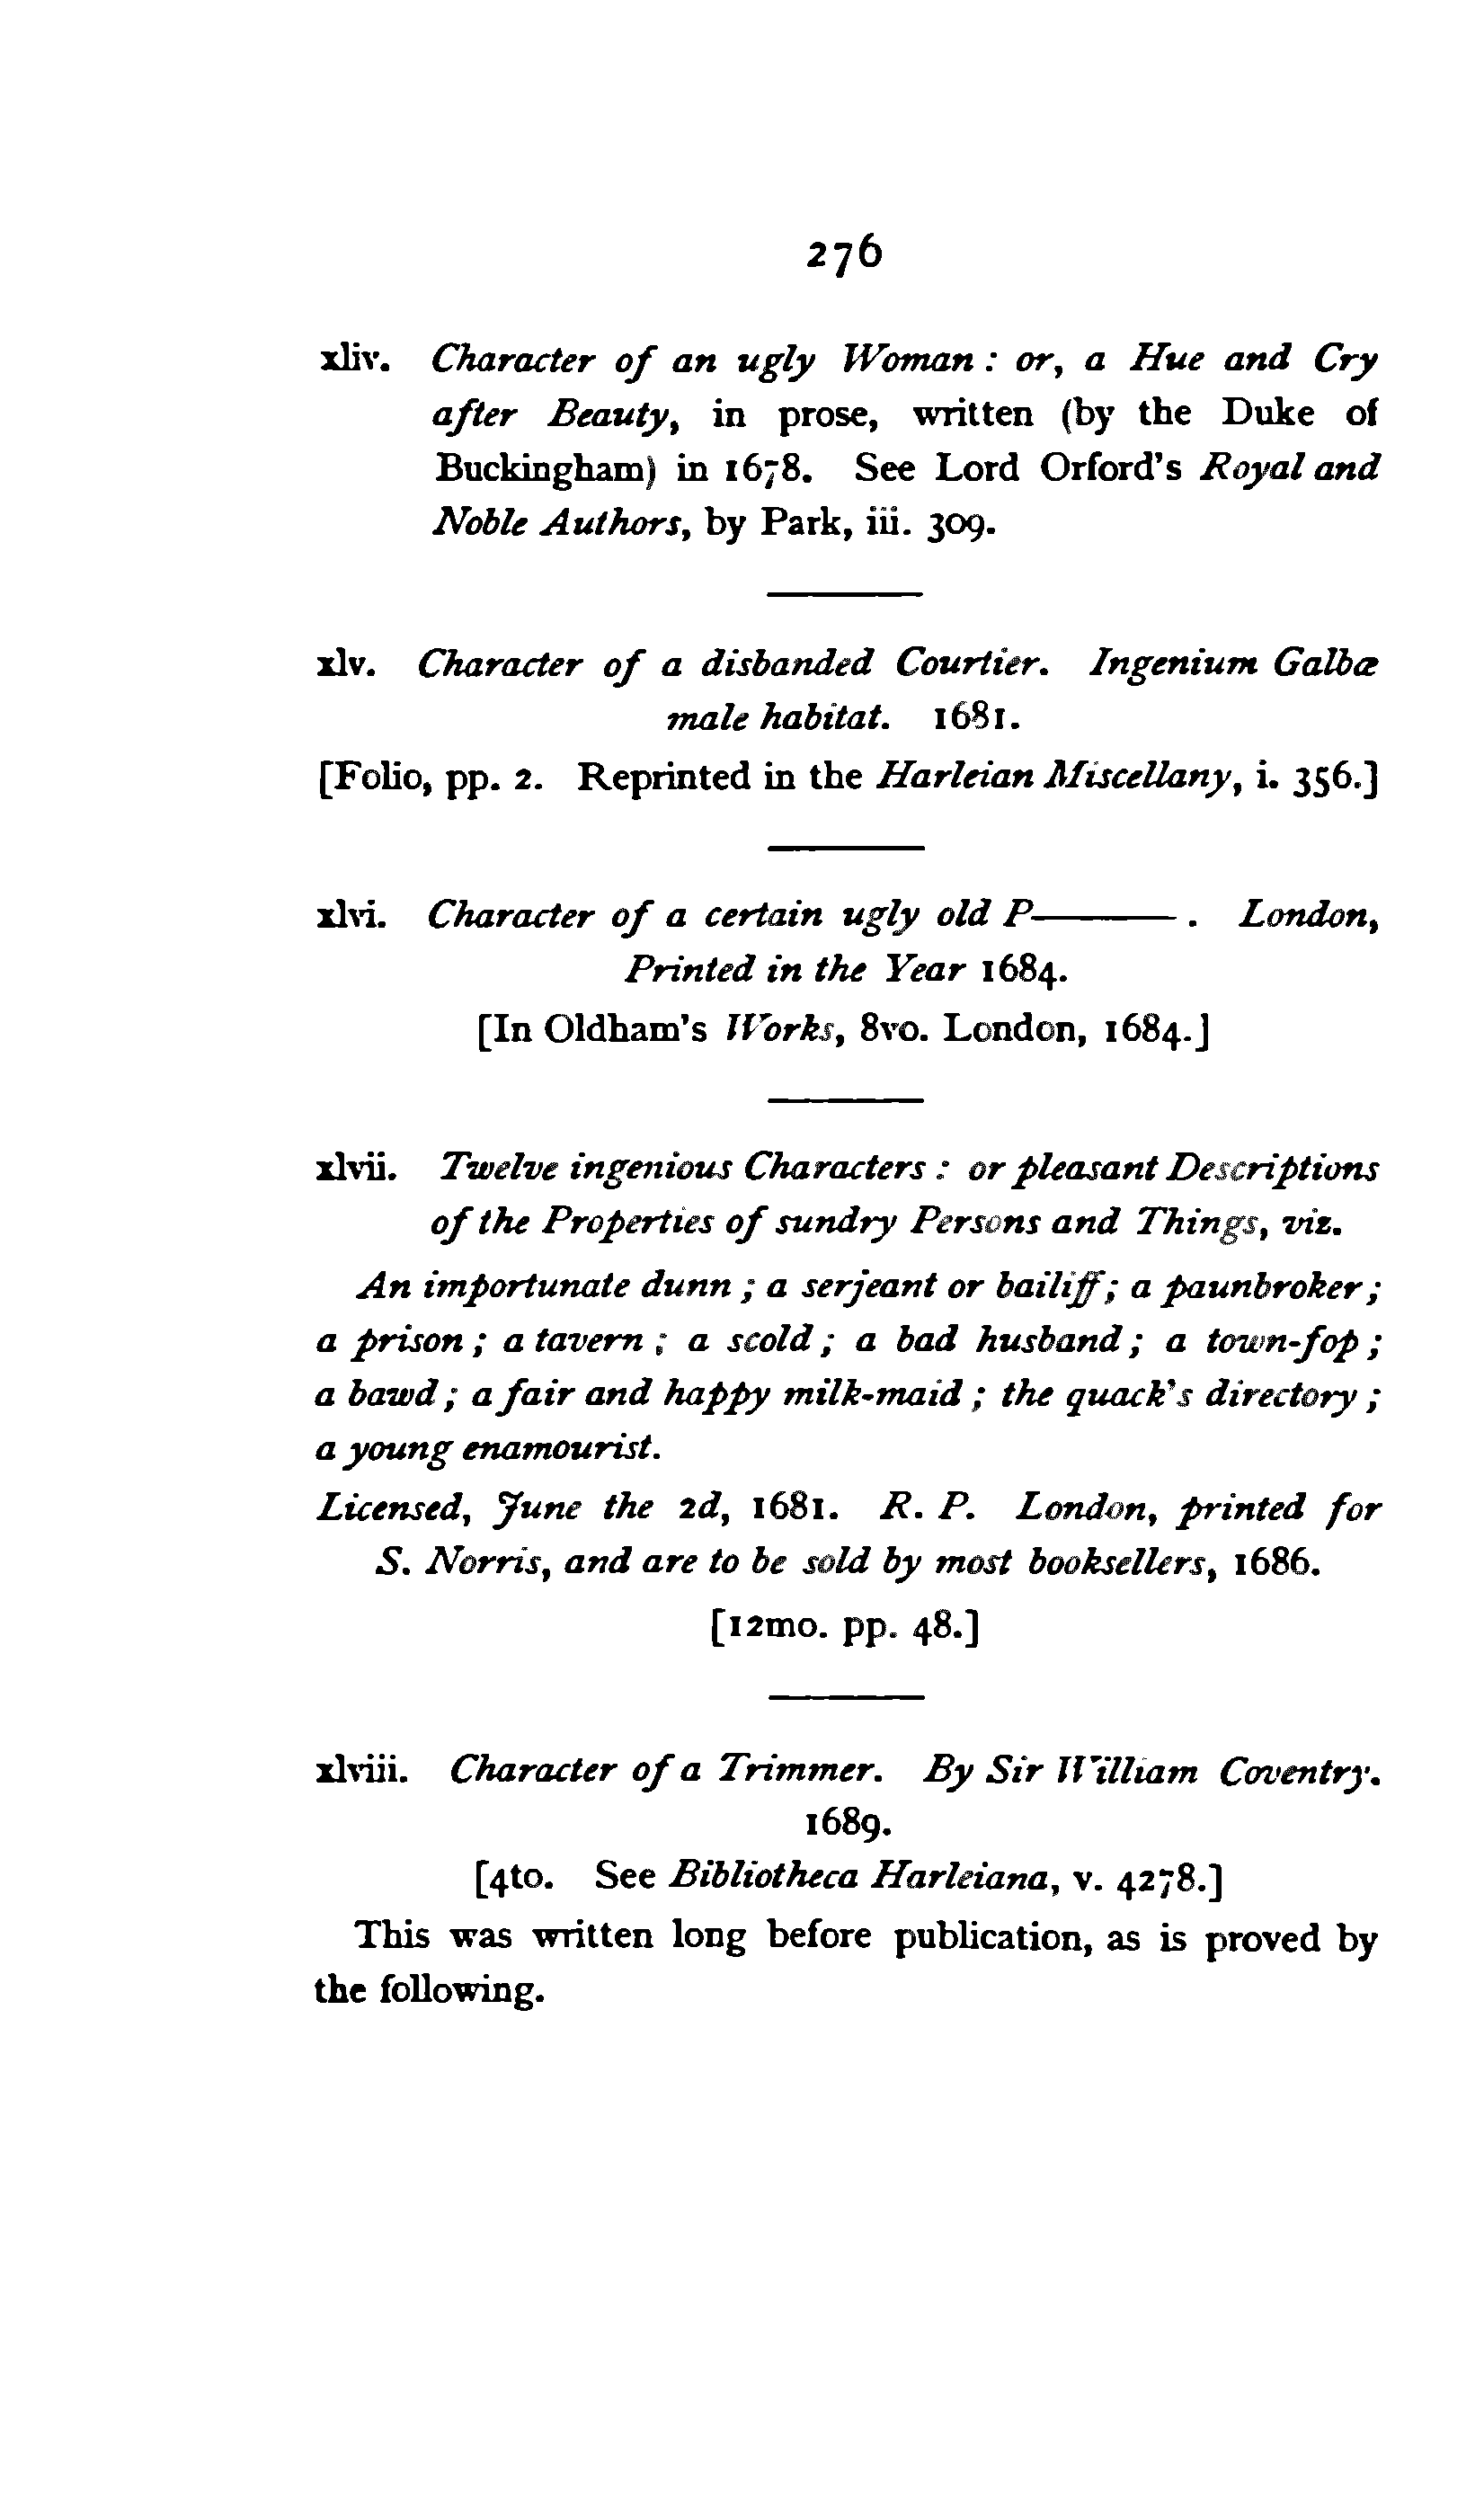 276
xliv. Character of an ugly Woman : or, a Hue and Cry
after Beauty, in prose, written (by the Duke of
Buckingham) in 1678. See Lord Orford's Royal and
Noble Authors, by Park, iii. 309.
xlv. Character of a disbanded Courtier. Ingenium Galbæ
male habitat. 1681.
[Folio, pp. 2. Reprinted in the Harleian Miscellany, i. 356.]
xlvi. Character of a certain ugly old P———. London,
Printed in the Year 1684.
[In Oldham's Works, 8vo. London, 1684.]
xlvii. Twelve ingenious Characters : or pleasant Descriptions
of the Properties of sundry Persons and Things, viz.
An importunate dunn ; a serjeant or bailiff ; a paunbroker ;
a prison ; a tavern ; a scold ; a bad husband ; a town-fop ;
a bawd ; a fair and happy milk-maid ; the quack's directory ;
a young enamourist.
Licensed, June the 2d, 1681. R. P. London, printed for
S. Norris, and are to be sold by most booksellers, 1686.
[12mo. pp. 48.]
xlviii. Character of a Trimmer. By Sir William Coventry.
1689.
[4to. See Bibliotheca Harleiana, v. 4278.]
This was written long before publication, as is proved by
the following.